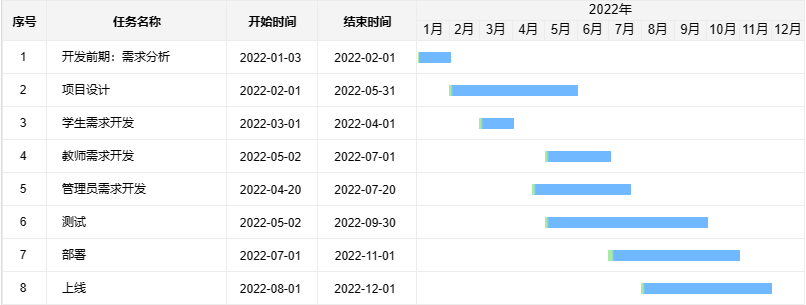 2022年
序号 任务名称 开始时间 结束时间 1月 2月 3月 4月 5月 6月 7月 8月 9月 10月 11月 12月
1 开发前期：需求分析 2022-01-03 2022-02-01
2 项目设计 2022-02-01 2022-05-31
3 学生需求开发 2022-03-01 2022-04-01
4 教师需求开发 2022-05-02 2022-07-01
5 管理员需求开发 2022-04-20 2022-07-20
6 测试 2022-05-02 2022-09-30
7 部署 2022-07-01 2022-11-01
8 上线 2022-08-01 2022-12-01